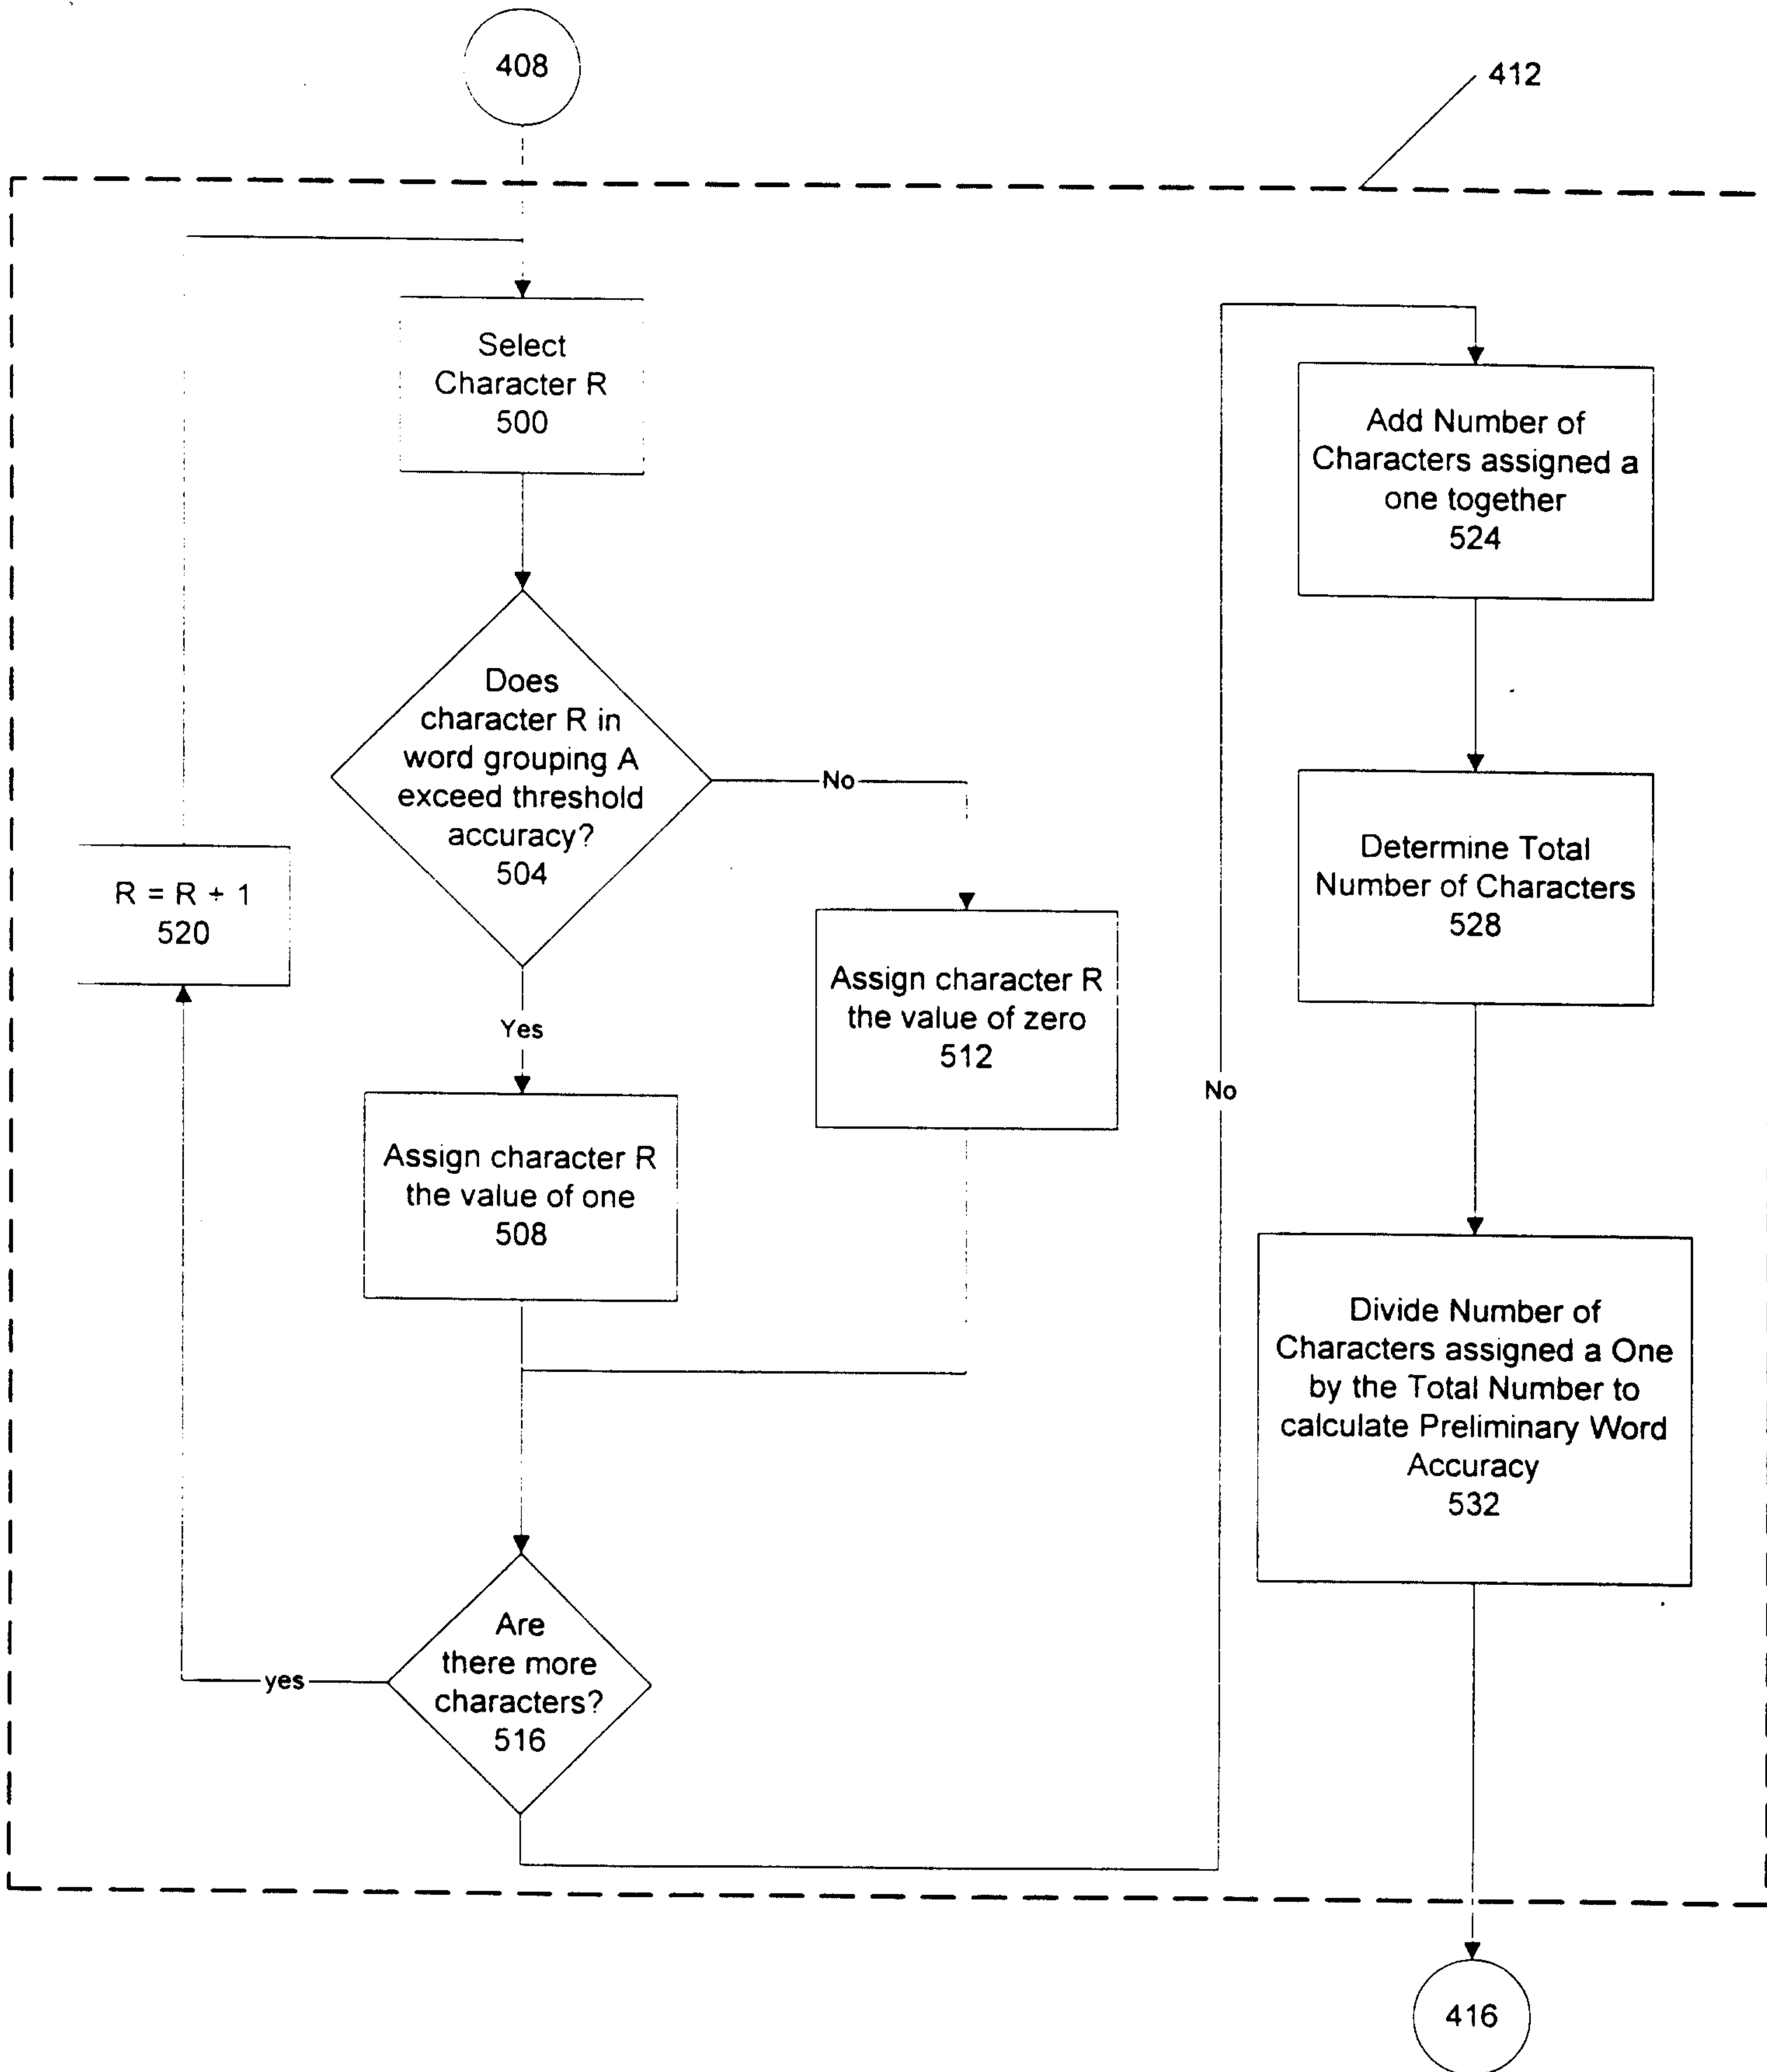 408
412
Select
Character R
500
Does
character R in
word grouping A
exceed threshold
accuracy?
504
No
R = R + 1
520
Assign character R
the value of zero
512
Yes
Assign character R
the value of one
508
Are
there more
characters?
516
yes
No
Add Number of
Characters assigned a
one together
524
Determine Total
Number of Characters
528
Divide Number of
Characters assigned a One
by the Total Number to
calculate Preliminary Word
Accuracy
532
416